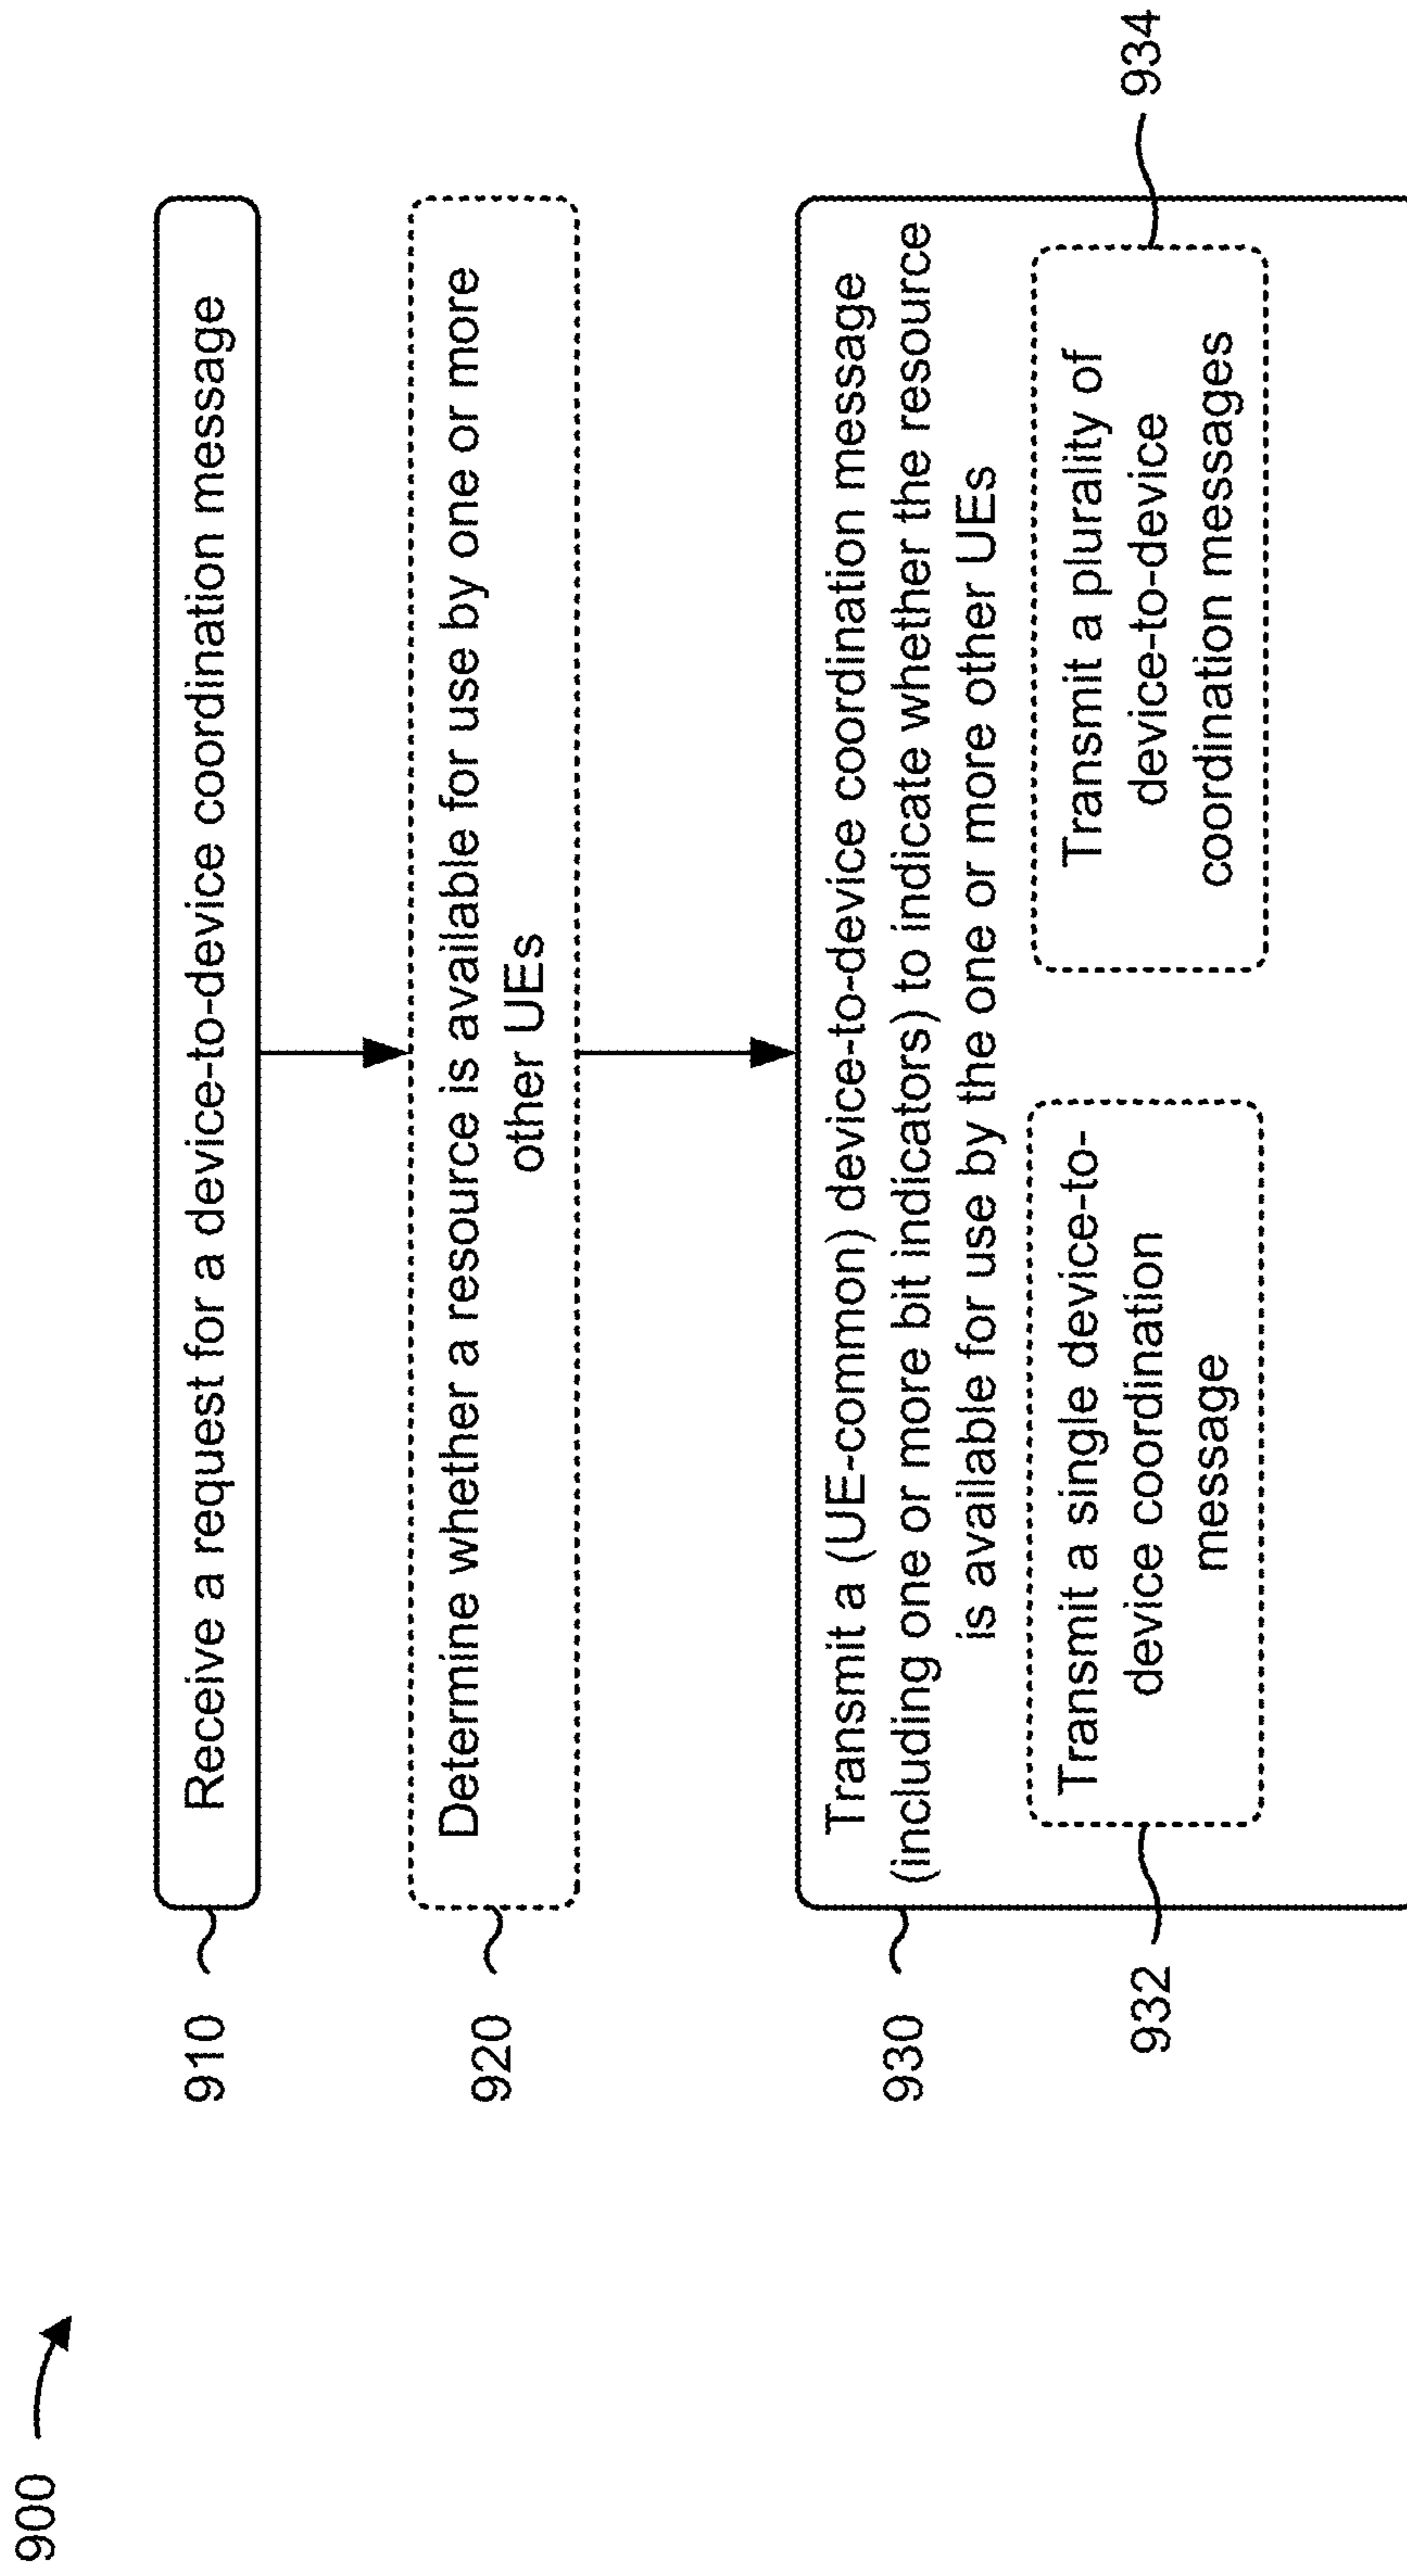 900
910
Receive a request for a device-to-device coordination message
920
Determine whether a resource is available for use by one or more
other UEs
930
Transmit a (UE-common) device-to-device coordination message
(including one or more bit indicators) to indicate whether the resource
is available for use by the one or more other UEs
932
Transmit a single device-to-
device coordination
message
934
Transmit a plurality of
device-to-device
coordination messages